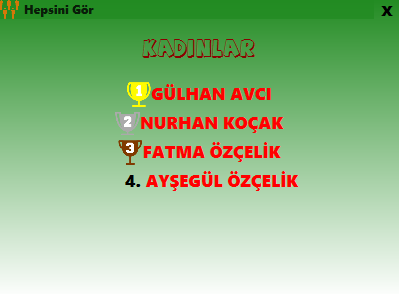 Hepsini Gör
X
KADINLAR
1 GÜLHAN AVCI
2 NURHAN KOÇAK
3 FATMA ÖZÇELİK
4. AYŞEGÜL ÖZÇELİK